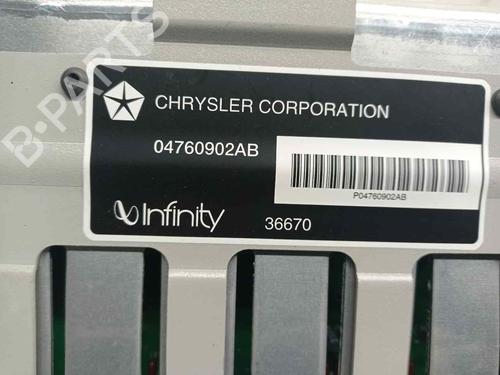 B-PARTS
CHRYSLER CORPORATION
04760902AB
P04760902AB
Infinity 36670